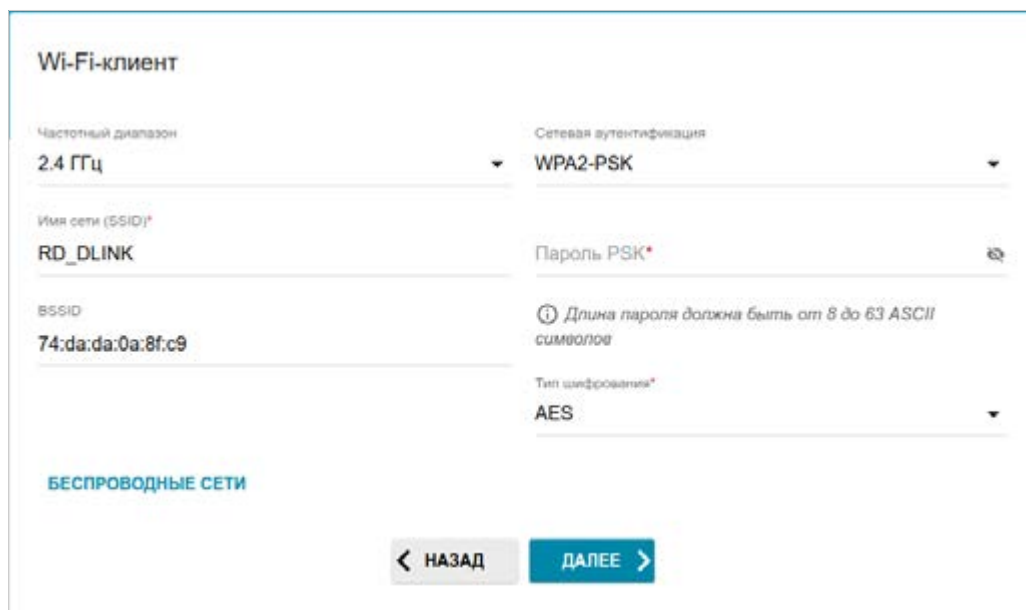 Wi-Fi-клиент
Частотный диапазон
2.4 ГГц
Сетевая аутентификация
WPA2-PSK
Имя сети (SSID)*
RD_DLINK
Пароль PSK*
BSSID
74:da:da:0a:8f:c9
Длина пароля должна быть от 8 до 63 ASCII
символов
Тип шифрования*
AES
БЕСПРОВОДНЫЕ СЕТИ
НАЗАД
ДАЛЕЕ